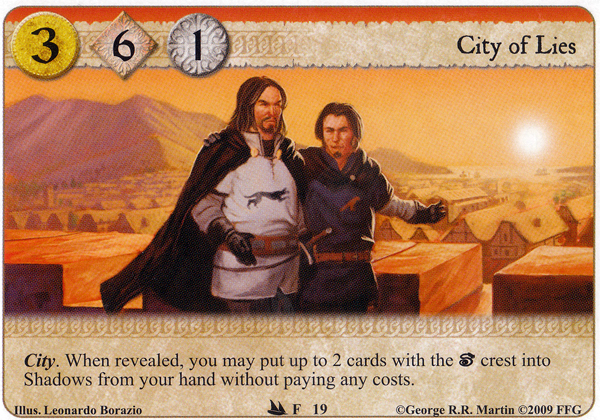 3 6 1 City of Lies
City. When revealed, you may put up to 2 cards with the crest into
Shadows from your hand without paying any costs.
Illus. Leonardo Borazio F 19 ©George R.R. Martin ©2009 FFG